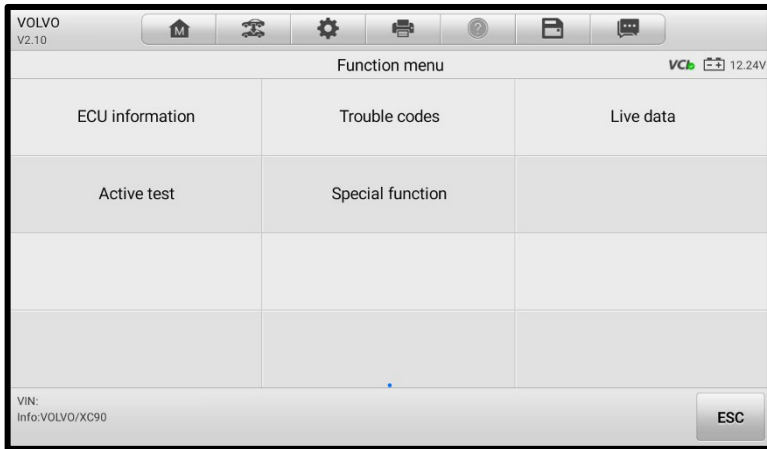 VOLVO
V2.10
M
?
Function menu
VCI 12.24V
ECU information
Trouble codes
Live data
Active test
Special function
VIN:
Info:VOLVO/XC90
ESC